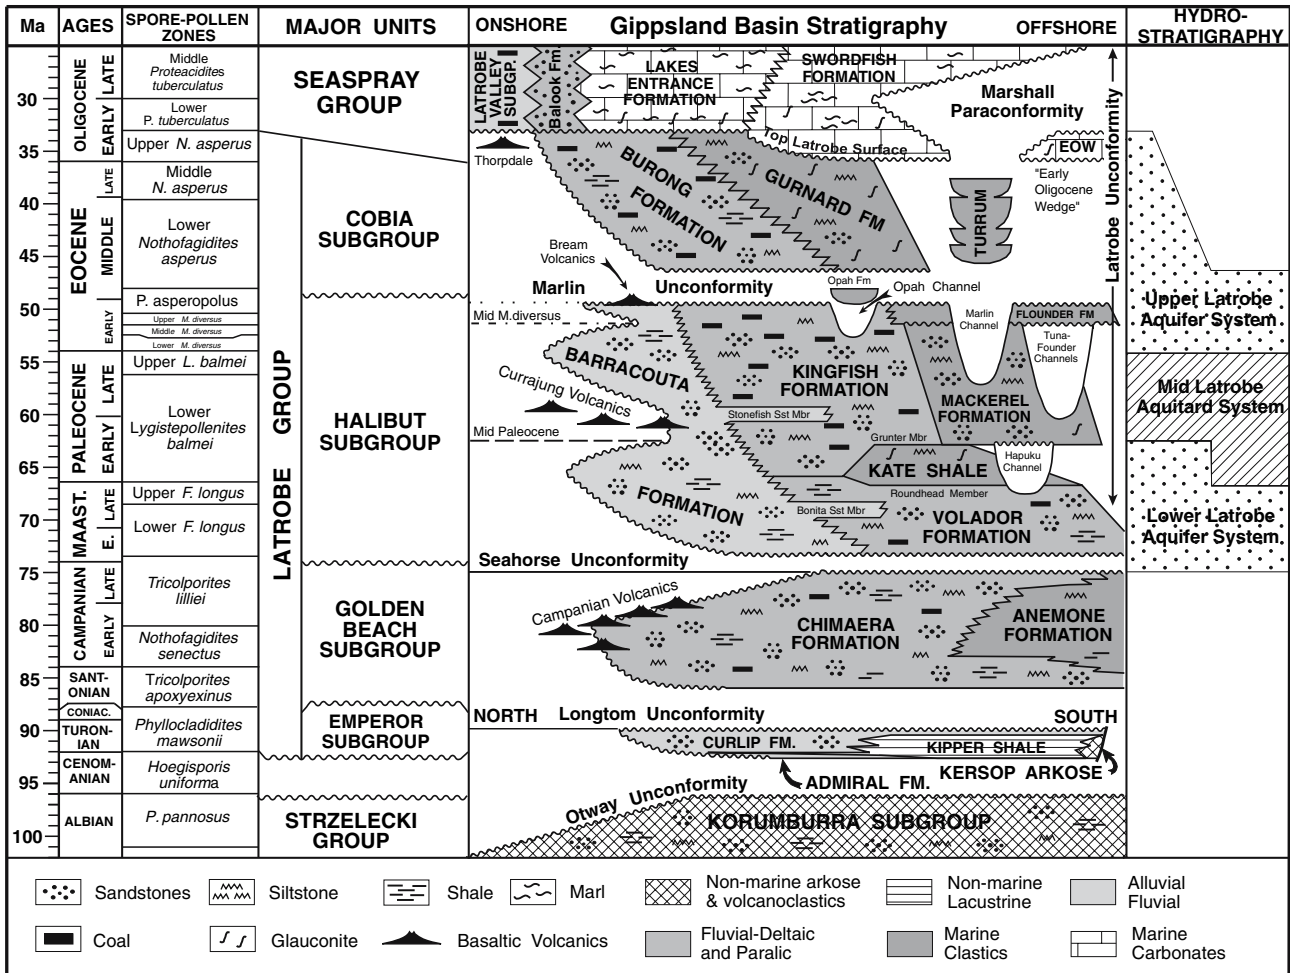 Ma
AGES
SPORE-POLLEN
ZONES
MAJOR UNITS
ONSHORE
Gippsland Basin Stratigraphy
OFFSHORE
HYDRO-
STRATIGRAPHY
30
35
40
45
50
55
60
65
70
75
80
85
90
95
100
OLIGOCENE
LATE
EARLY
EOCENE
LATE
MIDDLE
EARLY
PALEOCENE
LATE
EARLY
MAAST.
LATE
E.
CAMPANIAN
LATE
EARLY
SANT-
ONIAN
CONIAC.
TURON-
IAN
CENOM-
ANIAN
ALBIAN
Middle
Proteacidites
tuberculatus
Lower
P. tuberculatus
Upper N. asperus
Middle
N. asperus
Lower
Nothofagidites
asperus
P. asperopolus
Upper M. diversus
Middle M. diversus
Lower M. diversus
Upper L. balmei
Lower
Lygistepollenites
balmei
Upper F. longus
Lower F. longus
Tricolporites
lilliei
Nothofagidites
senectus
Tricolporites
apoxyexinus
Phyllocladidites
mawsonii
Hoegisporis
uniforma
P. pannosus
SEASPRAY
GROUP
LATROBE GROUP
COBIA
SUBGROUP
HALIBUT
SUBGROUP
GOLDEN
BEACH
SUBGROUP
EMPEROR
SUBGROUP
STRZELECKI
GROUP
LATROBE
VALLEY
SUBGP.
Balook Fm.
LAKES
ENTRANCE
FORMATION
SWORDFISH
FORMATION
Marshall
Paraconformity
Top Latrobe Surface
Thorpdale
EOW
"Early
Oligocene
Wedge"
Latrobe Unconformity
BURONG
FORMATION
GURNARD FM
TURRUM
Bream
Volcanics
Marlin Unconformity
Opah Fm
Opah Channel
Mid M.diversus
Marlin
Channel
FLOUNDER FM
Tuna-
Founder
Channels
BARRACOUTA
FORMATION
Currajung Volcanics
KINGFISH
FORMATION
MACKEREL
FORMATION
Stonefish Sst Mbr
Mid Paleocene
Grunter Mbr
KATE SHALE
Hapuku
Channel
Roundhead Member
Bonita Sst Mbr
VOLADOR
FORMATION
Seahorse Unconformity
Campanian Volcanics
CHIMAERA
FORMATION
ANEMONE
FORMATION
NORTH
Longtom Unconformity
SOUTH
CURLIP FM.
KIPPER SHALE
ADMIRAL FM.
KERSOP ARKOSE
Otway Unconformity
KORUMBURRA SUBGROUP
Upper Latrobe
Aquifer System
Mid Latrobe
Aquitard System
Lower Latrobe
Aquifer System
Sandstones
Siltstone
Shale
Marl
Non-marine arkose
& volcanoclastics
Non-marine
Lacustrine
Alluvial
Fluvial
Coal
Glauconite
Basaltic Volcanics
Fluvial-Deltaic
and Paralic
Marine
Clastics
Marine
Carbonates